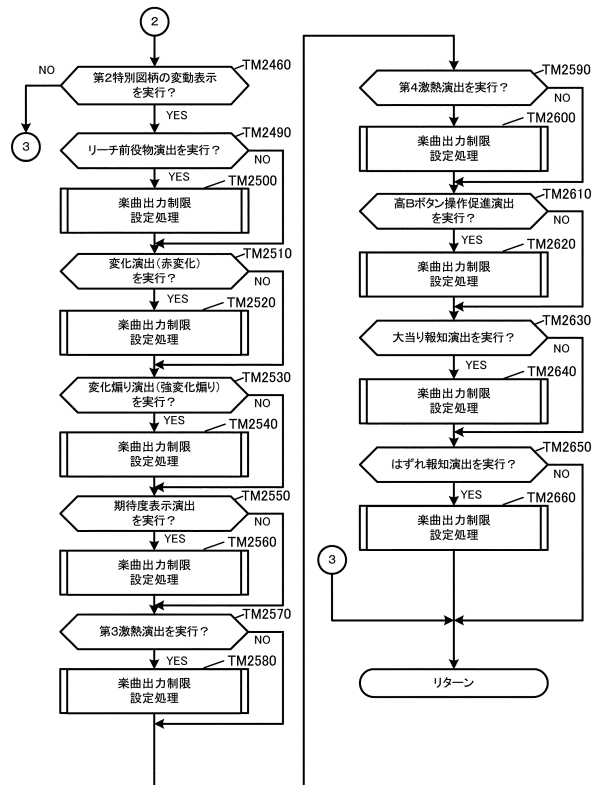 2
TM2460
NO
第2特別図柄の変動表示
を実行？
YES
3
TM2490
リーチ前役物演出を実行？
NO
YES
TM2500
楽曲出力制限
設定処理
TM2510
変化演出（赤変化）
を実行？
NO
YES
TM2520
楽曲出力制限
設定処理
TM2530
変化煽り演出（強変化煽り）
を実行？
NO
YES
TM2540
楽曲出力制限
設定処理
TM2550
期待度表示演出
を実行？
NO
YES
TM2560
楽曲出力制限
設定処理
TM2570
第3激熱演出を実行？
NO
YES
TM2580
楽曲出力制限
設定処理
TM2590
第4激熱演出を実行？
NO
YES
TM2600
楽曲出力制限
設定処理
TM2610
高Bボタン操作促進演出
を実行？
NO
YES
TM2620
楽曲出力制限
設定処理
TM2630
大当り報知演出を実行？
NO
YES
TM2640
楽曲出力制限
設定処理
TM2650
はずれ報知演出を実行？
NO
YES
TM2660
楽曲出力制限
設定処理
3
リターン